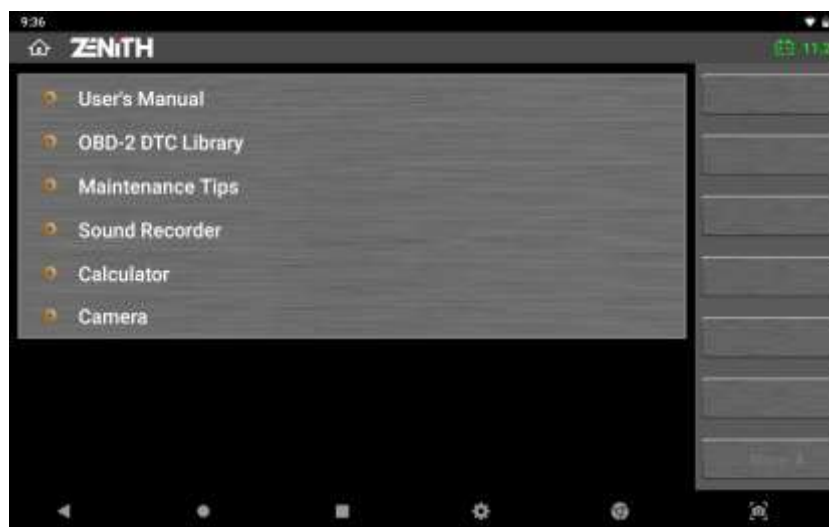 9:36
ZENITH
User's Manual
OBD-2 DTC Library
Maintenance Tips
Sound Recorder
Calculator
Camera